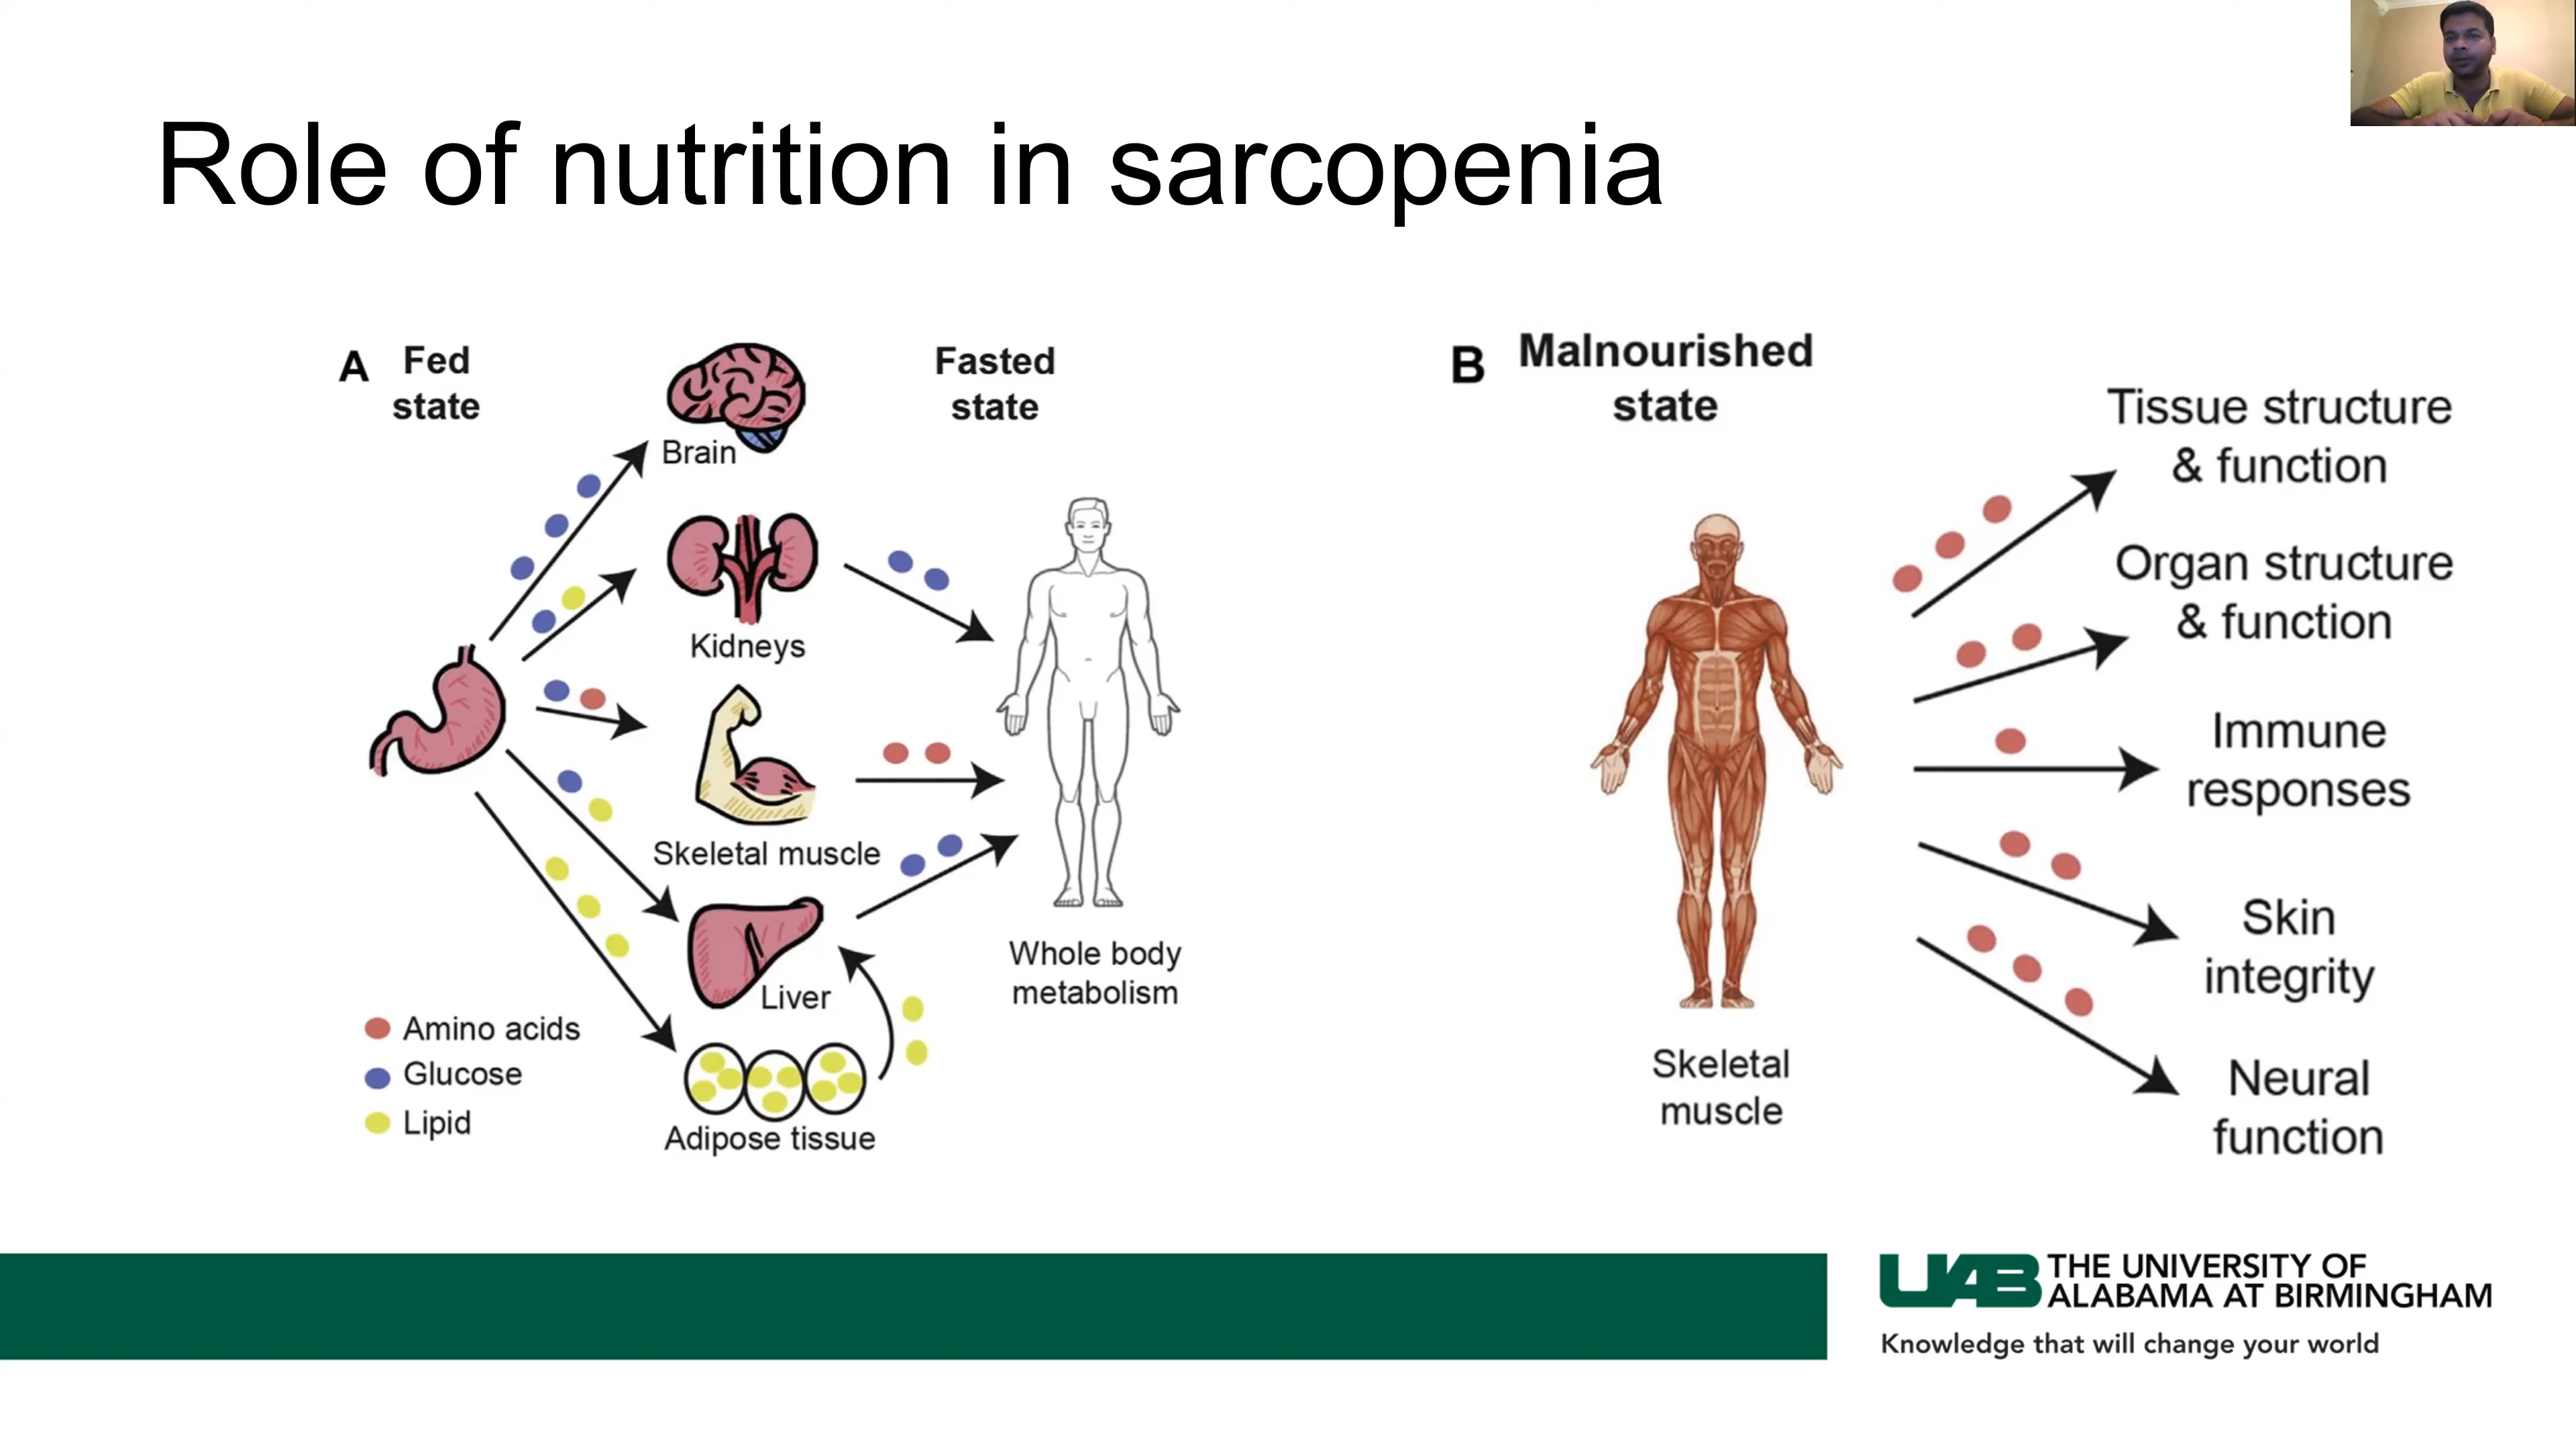 Role of nutrition in sarcopenia
A
Fed
state
Fasted
state
Brain
Kidneys
Skeletal muscle
Liver
Adipose tissue
Whole body
metabolism
Amino acids
Glucose
Lipid
B
Malnourished
state
Skeletal
muscle
Tissue structure
& function
Organ structure
& function
Immune
responses
Skin
integrity
Neural
function
UAB
THE UNIVERSITY OF
ALABAMA AT BIRMINGHAM
Knowledge that will change your world